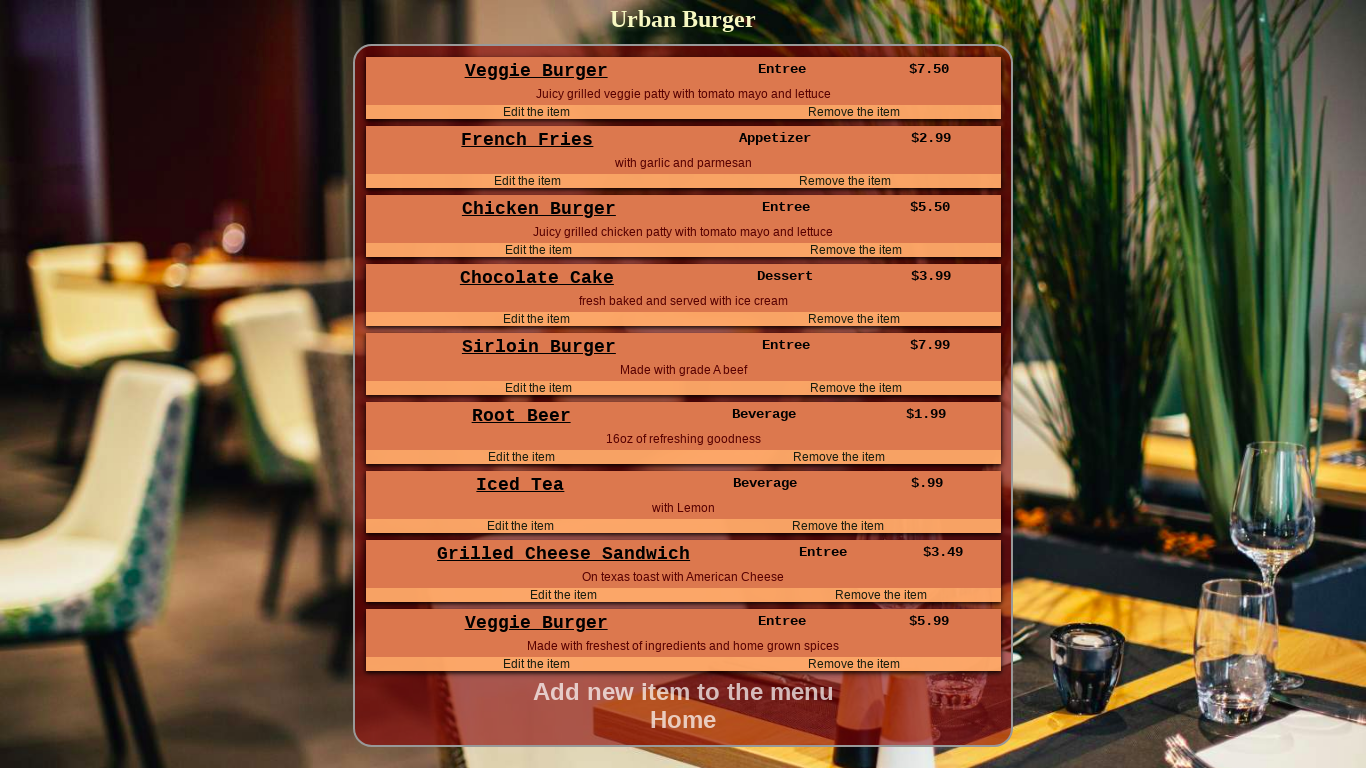 Urban Burger
Veggie Burger Entree $7.50
Juicy grilled veggie patty with tomato mayo and lettuce
Edit the item Remove the item
French Fries Appetizer $2.99
with garlic and parmesan
Edit the item Remove the item
Chicken Burger Entree $5.50
Juicy grilled chicken patty with tomato mayo and lettuce
Edit the item Remove the item
Chocolate Cake Dessert $3.99
fresh baked and served with ice cream
Edit the item Remove the item
Sirloin Burger Entree $7.99
Made with grade A beef
Edit the item Remove the item
Root Beer Beverage $1.99
16oz of refreshing goodness
Edit the item Remove the item
Iced Tea Beverage $.99
with Lemon
Edit the item Remove the item
Grilled Cheese Sandwich Entree $3.49
On texas toast with American Cheese
Edit the item Remove the item
Veggie Burger Entree $5.99
Made with freshest of ingredients and home grown spices
Edit the item Remove the item
Add new item to the menu
Home